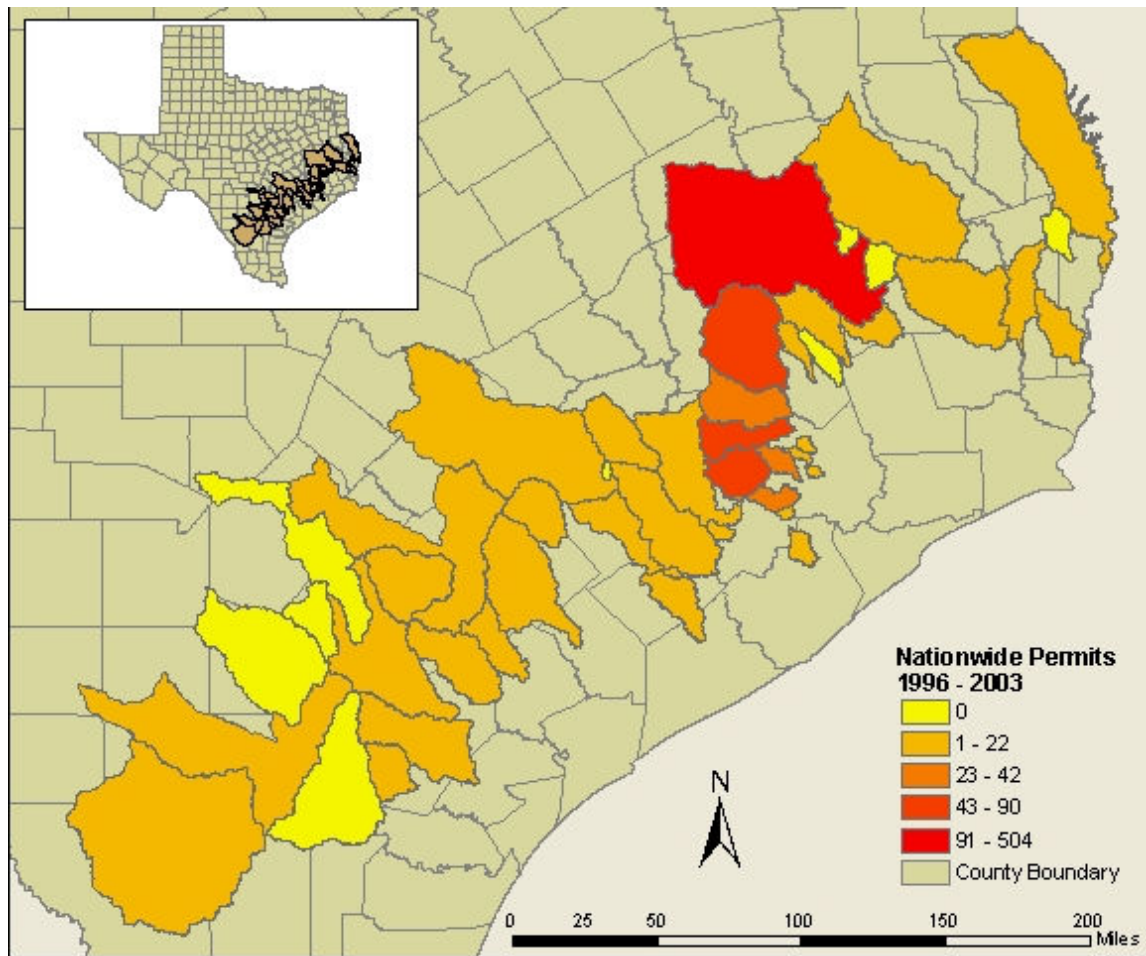 Nationwide Permits
1996 - 2003
0
1 - 22
23 - 42
43 - 90
91 - 504
County Boundary
N
0 25 50 100 150 200
Miles